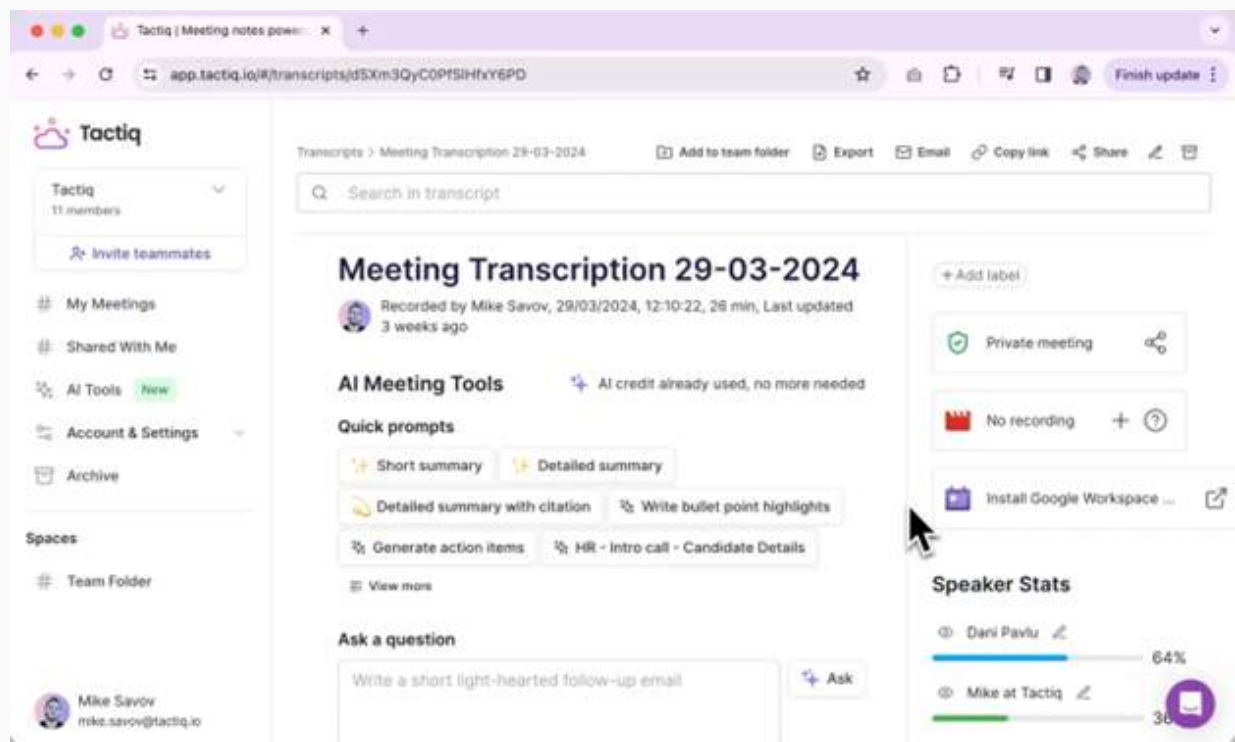 Tactiq | Meeting notes power
app.tactiq.io/#/transcripts/
Finish update
Tactiq
Tactiq
11 members
Invite teammates
My Meetings
Shared With Me
AI Tools New
Account & Settings
Archive
Spaces
Team Folder
Mike Savov
mike.savov@tactiq.io
Transcripts > Meeting Transcription 29-03-2024
Add to team folder
Export
Email
Copy link
Share
Search in transcript
Meeting Transcription 29-03-2024
Recorded by Mike Savov, 29/03/2024, 12:10:22, 26 min, Last updated
3 weeks ago
AI Meeting Tools
AI credit already used, no more needed
Quick prompts
Short summary
Detailed summary
Detailed summary with citation
Write bullet point highlights
Generate action items
HR - Intro call - Candidate Details
View more
Ask a question
Write a short light-hearted follow-up email
Ask
+ Add label
Private meeting
No recording
Install Google Workspace ...
Speaker Stats
Dani Pavlu
64%
Mike at Tactiq